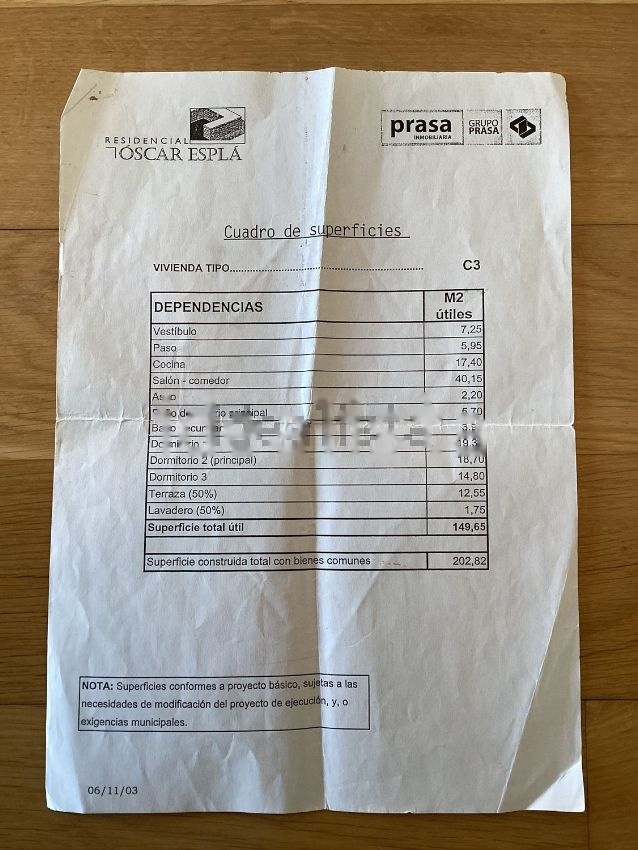 RESIDENCIAL
ÓSCAR ESPLÁ
prasa
INMOBILIARIA
GRUPO
PRASA
Cuadro de superficies
VIVIENDA TIPO............................................................ C3
DEPENDENCIAS M2 útiles
Vestíbulo 7,25
Paso 5,95
Cocina 17,40
Salón - comedor 40,15
Aseo 2,20
principal 5,70
Baño
Dormitorio
Dormitorio 2 (principal) 18,70
Dormitorio 3 14,80
Terraza (50%) 12,55
Lavadero (50%) 1,75
Superficie total útil 149,65
Superficie construida total con bienes comunes 202,82
NOTA: Superficies conformes a proyecto básico, sujetas a las
necesidades de modificación del proyecto de ejecución, y, o
exigencias municipales.
06/11/03